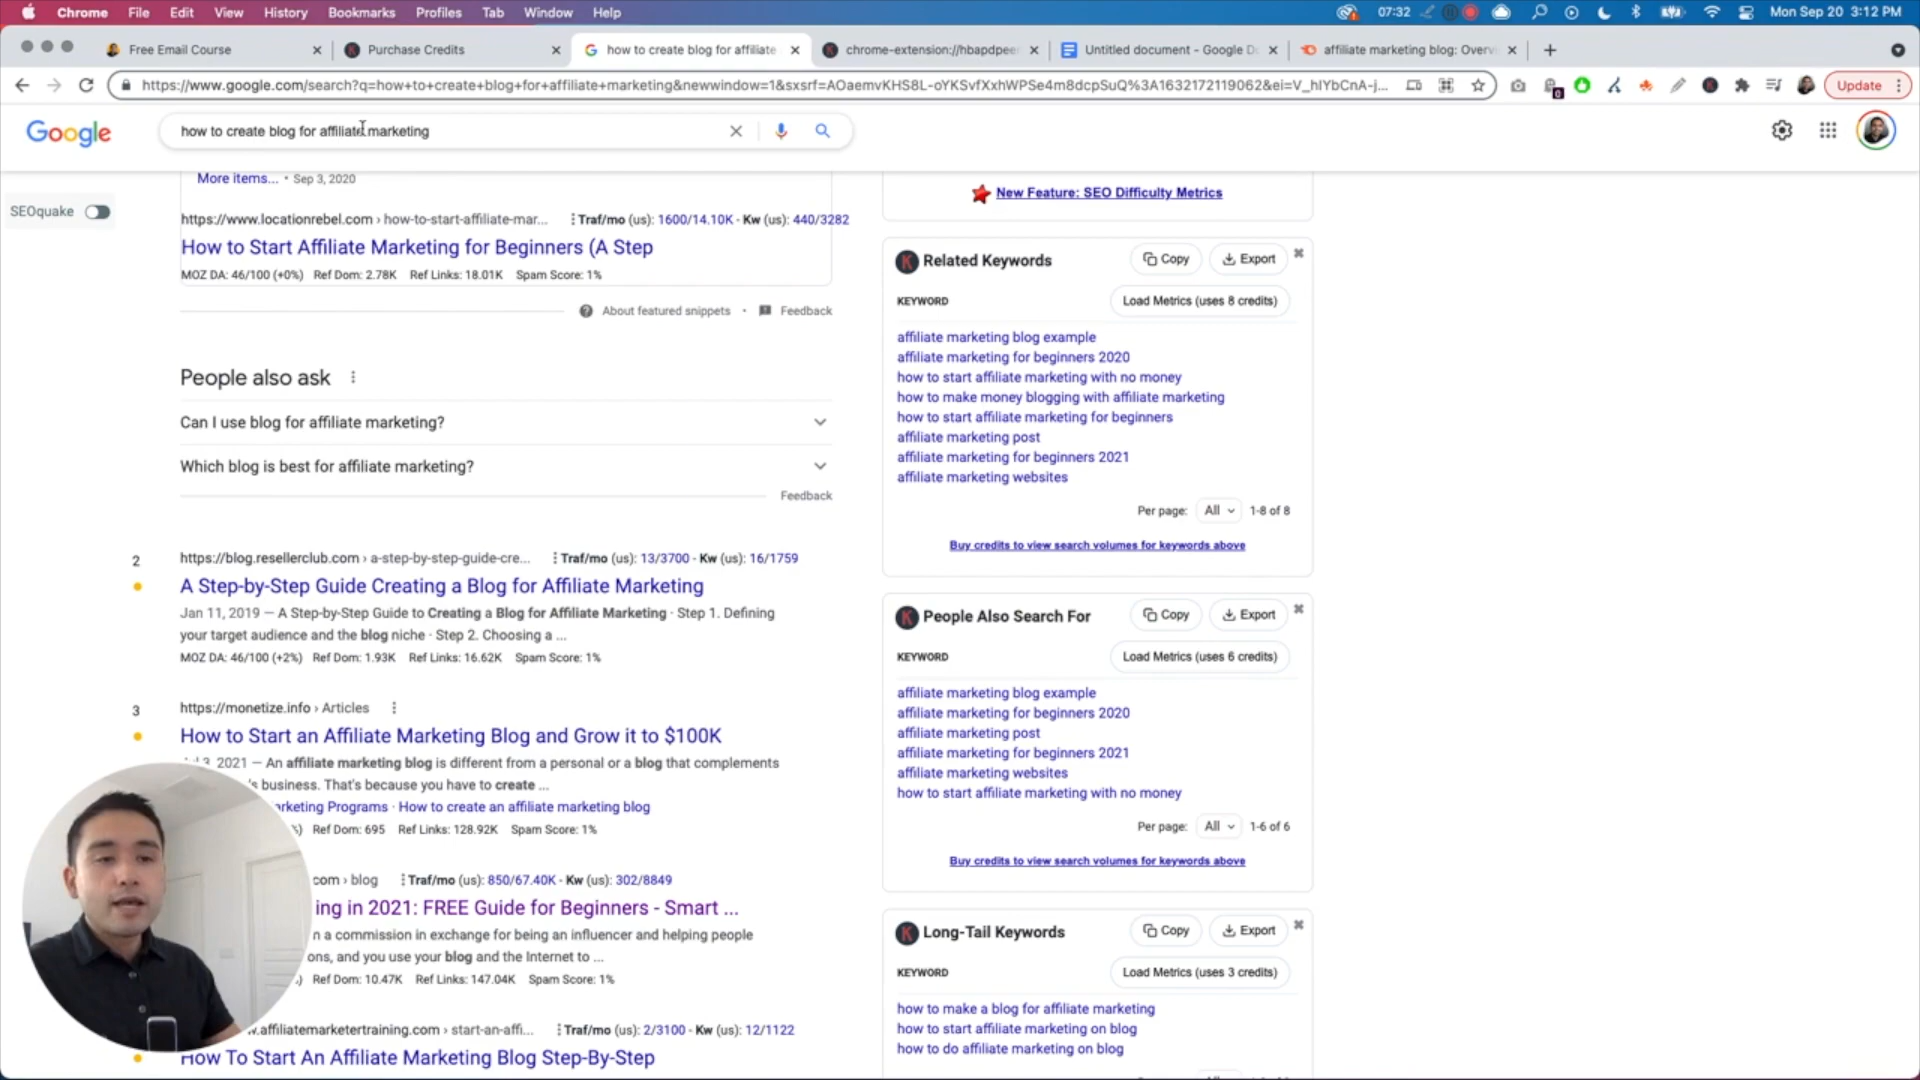 Chrome File Edit View History Bookmarks Profiles Tab Window Help 07:32 Mon Sep 20 3:12 PM
Free Email Course Purchase Credits how to create blog for affiliate chrome-extension://hbapdpee Untitled document - Google D affiliate marketing blog: Overv
https://www.google.com/search?q=how+to+create+blog+for+affiliate+marketing&newwindow=1&sxsrf=AOaemvKHS8L-oYKSvfXxhWPSe4m8dcpSuQ%3A1632172119062&ei=V_hIYbCnA-j... 0 Update
Google how to create blog for affiliate marketing
SEOquake
More items... • Sep 3, 2020
https://www.locationrebel.com › how-to-start-affiliate-mar... Traf/mo (us): 1600/14.10K - Kw (us): 440/3282
How to Start Affiliate Marketing for Beginners (A Step
MOZ DA: 46/100 (+0%) Ref Dom: 2.78K Ref Links: 18.01K Spam Score: 1%
About featured snippets • Feedback
People also ask
Can I use blog for affiliate marketing?
Which blog is best for affiliate marketing?
Feedback
2
https://blog.resellerclub.com › a-step-by-step-guide-cre... Traf/mo (us): 13/3700 - Kw (us): 16/1759
A Step-by-Step Guide Creating a Blog for Affiliate Marketing
Jan 11, 2019 — A Step-by-Step Guide to Creating a Blog for Affiliate Marketing · Step 1. Defining
your target audience and the blog niche · Step 2. Choosing a ...
MOZ DA: 46/100 (+2%) Ref Dom: 1.93K Ref Links: 16.62K Spam Score: 1%
3
https://monetize.info › Articles
How to Start an Affiliate Marketing Blog and Grow it to $100K
3, 2021 — An affiliate marketing blog is different from a personal or a blog that complements
's business. That's because you have to create ...
arketing Programs · How to create an affiliate marketing blog
Ref Dom: 695 Ref Links: 128.92K Spam Score: 1%
com › blog Traf/mo (us): 850/67.40K - Kw (us): 302/8849
ing in 2021: FREE Guide for Beginners - Smart ...
n a commission in exchange for being an influencer and helping people
ons, and you use your blog and the Internet to ...
Ref Dom: 10.47K Ref Links: 147.04K Spam Score: 1%
.affiliatemarketertraining.com › start-an-affi... Traf/mo (us): 2/3100 - Kw (us): 12/1122
How To Start An Affiliate Marketing Blog Step-By-Step
New Feature: SEO Difficulty Metrics
K Related Keywords Copy Export
KEYWORD Load Metrics (uses 8 credits)
affiliate marketing blog example
affiliate marketing for beginners 2020
how to start affiliate marketing with no money
how to make money blogging with affiliate marketing
how to start affiliate marketing for beginners
affiliate marketing post
affiliate marketing for beginners 2021
affiliate marketing websites
Per page: All 1-8 of 8
Buy credits to view search volumes for keywords above
K People Also Search For Copy Export
KEYWORD Load Metrics (uses 6 credits)
affiliate marketing blog example
affiliate marketing for beginners 2020
affiliate marketing post
affiliate marketing for beginners 2021
affiliate marketing websites
how to start affiliate marketing with no money
Per page: All 1-6 of 6
Buy credits to view search volumes for keywords above
K Long-Tail Keywords Copy Export
KEYWORD Load Metrics (uses 3 credits)
how to make a blog for affiliate marketing
how to start affiliate marketing on blog
how to do affiliate marketing on blog